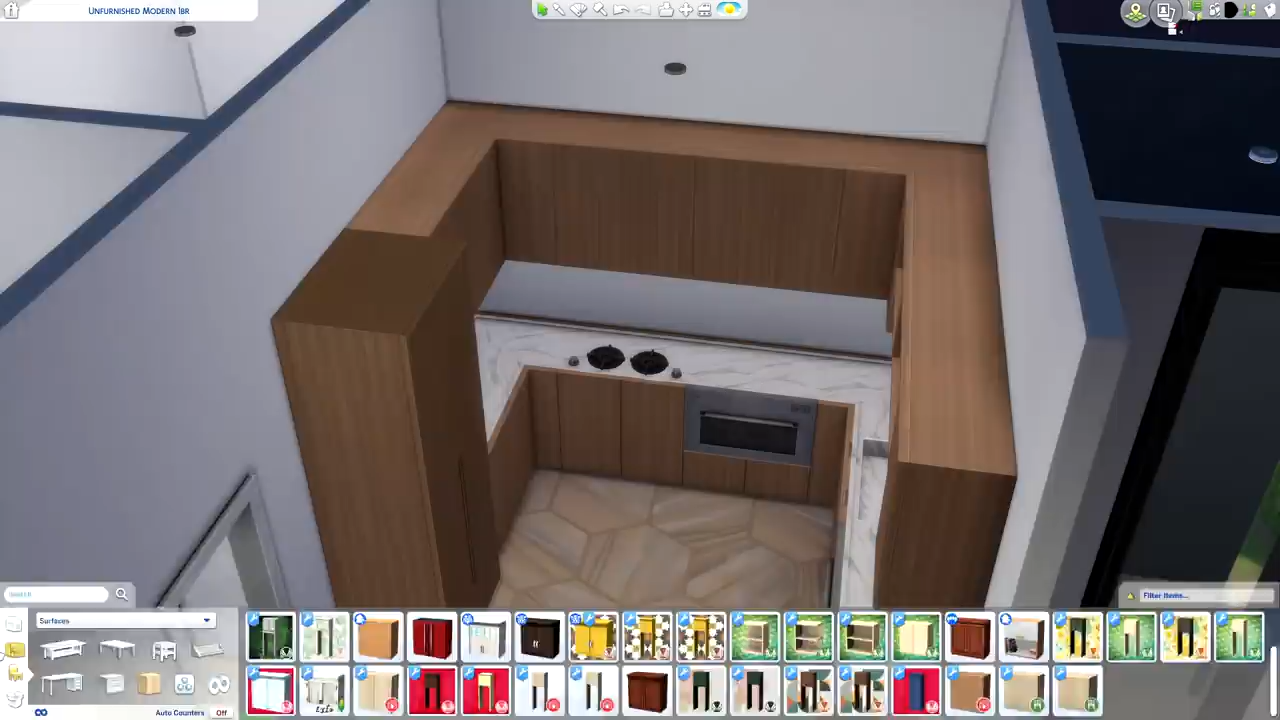 Unfurnished Modern 1BR
Filter Items...
Surfaces
Auto Counters
Off